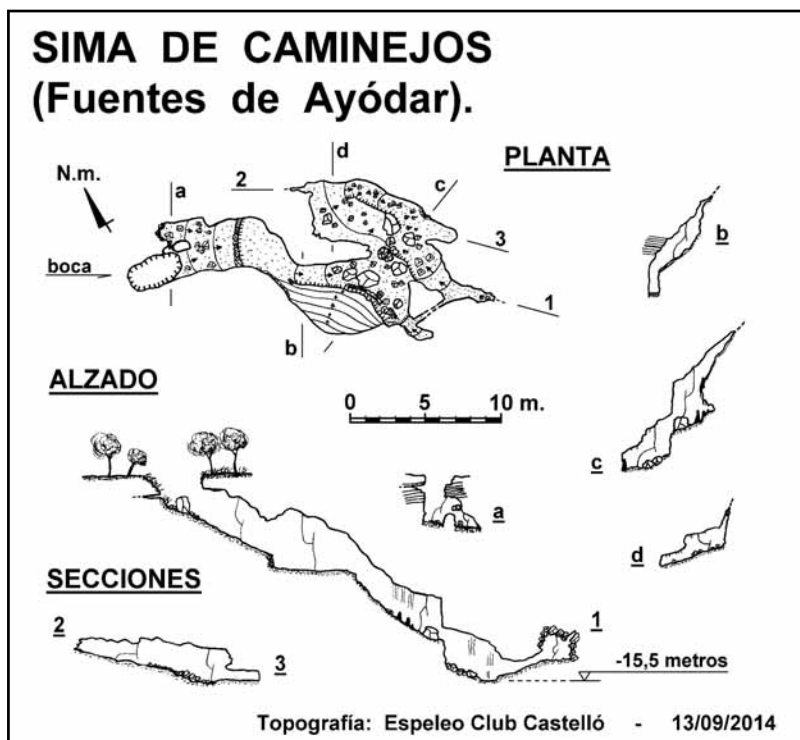 SIMA DE CAMINEJOS
(Fuentes de Ayódar).
PLANTA
N.m.
a
2
d
c
3
b
boca
1
b
ALZADO
0 5 10 m.
c
a
d
SECCIONES
2
3
1
-15,5 metros
Topografía: Espeleo Club Castelló - 13/09/2014